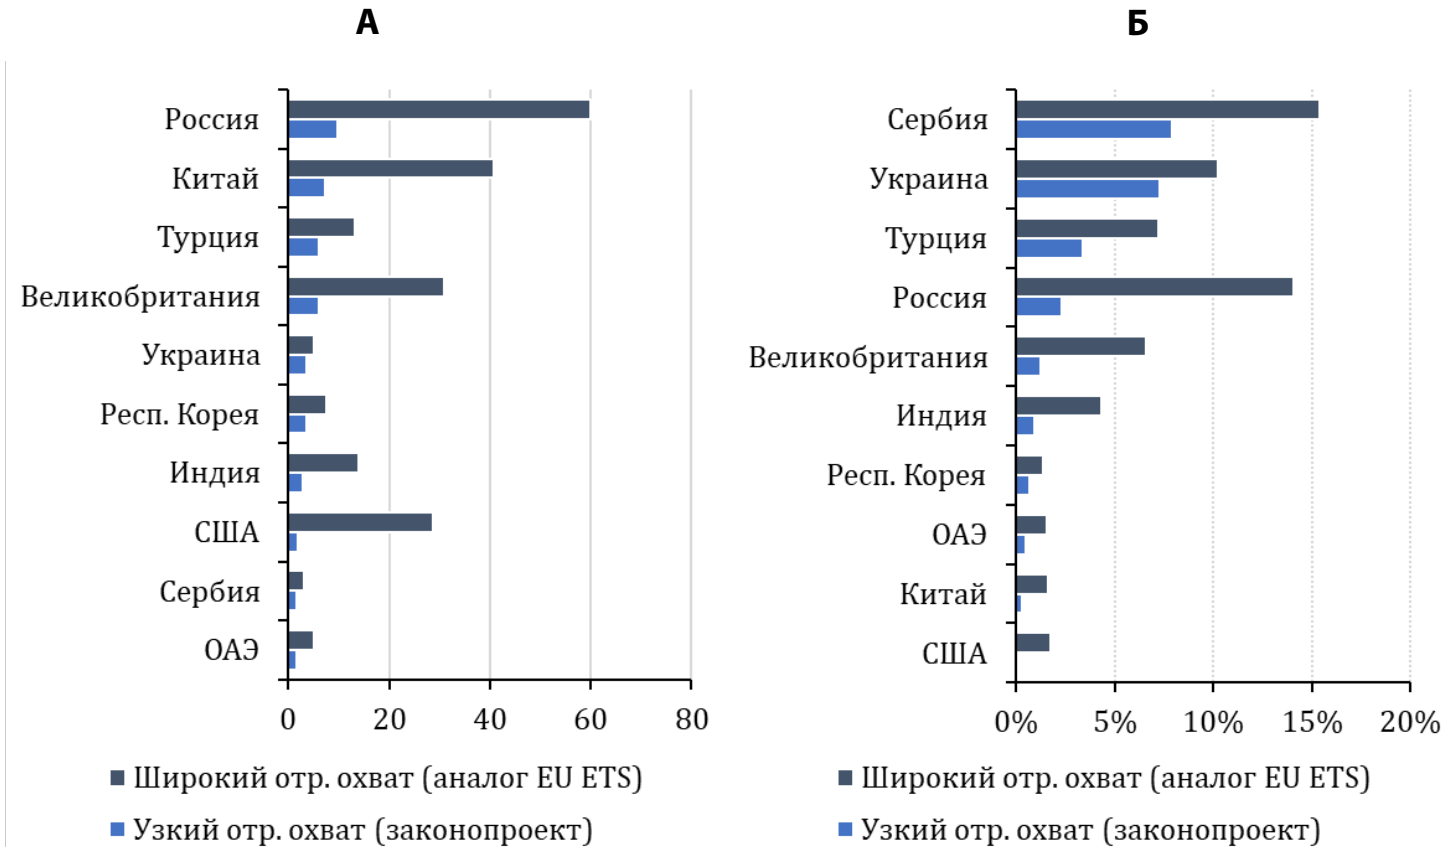 А
Россия
Китай
Турция
Великобритания
Украина
Респ. Корея
Индия
США
Сербия
ОАЭ
0 20 40 60 80
Широкий отр. охват (аналог EU ETS)
Узкий отр. охват (законопроект)
Б
Сербия
Украина
Турция
Россия
Великобритания
Индия
Респ. Корея
ОАЭ
Китай
США
0% 5% 10% 15% 20%
Широкий отр. охват (аналог EU ETS)
Узкий отр. охват (законопроект)